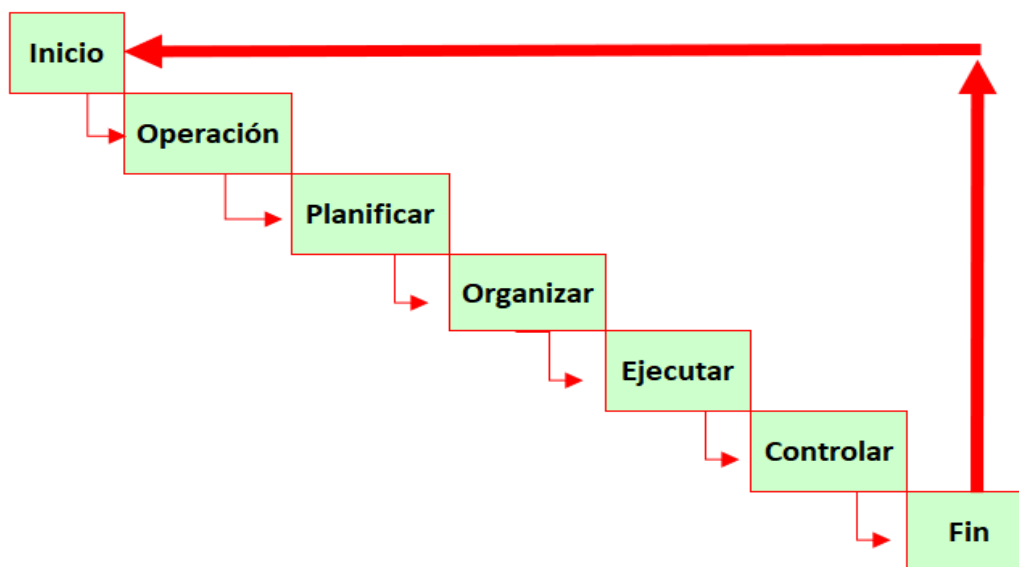 Inicio
Operación
Planificar
Organizar
Ejecutar
Controlar
Fin